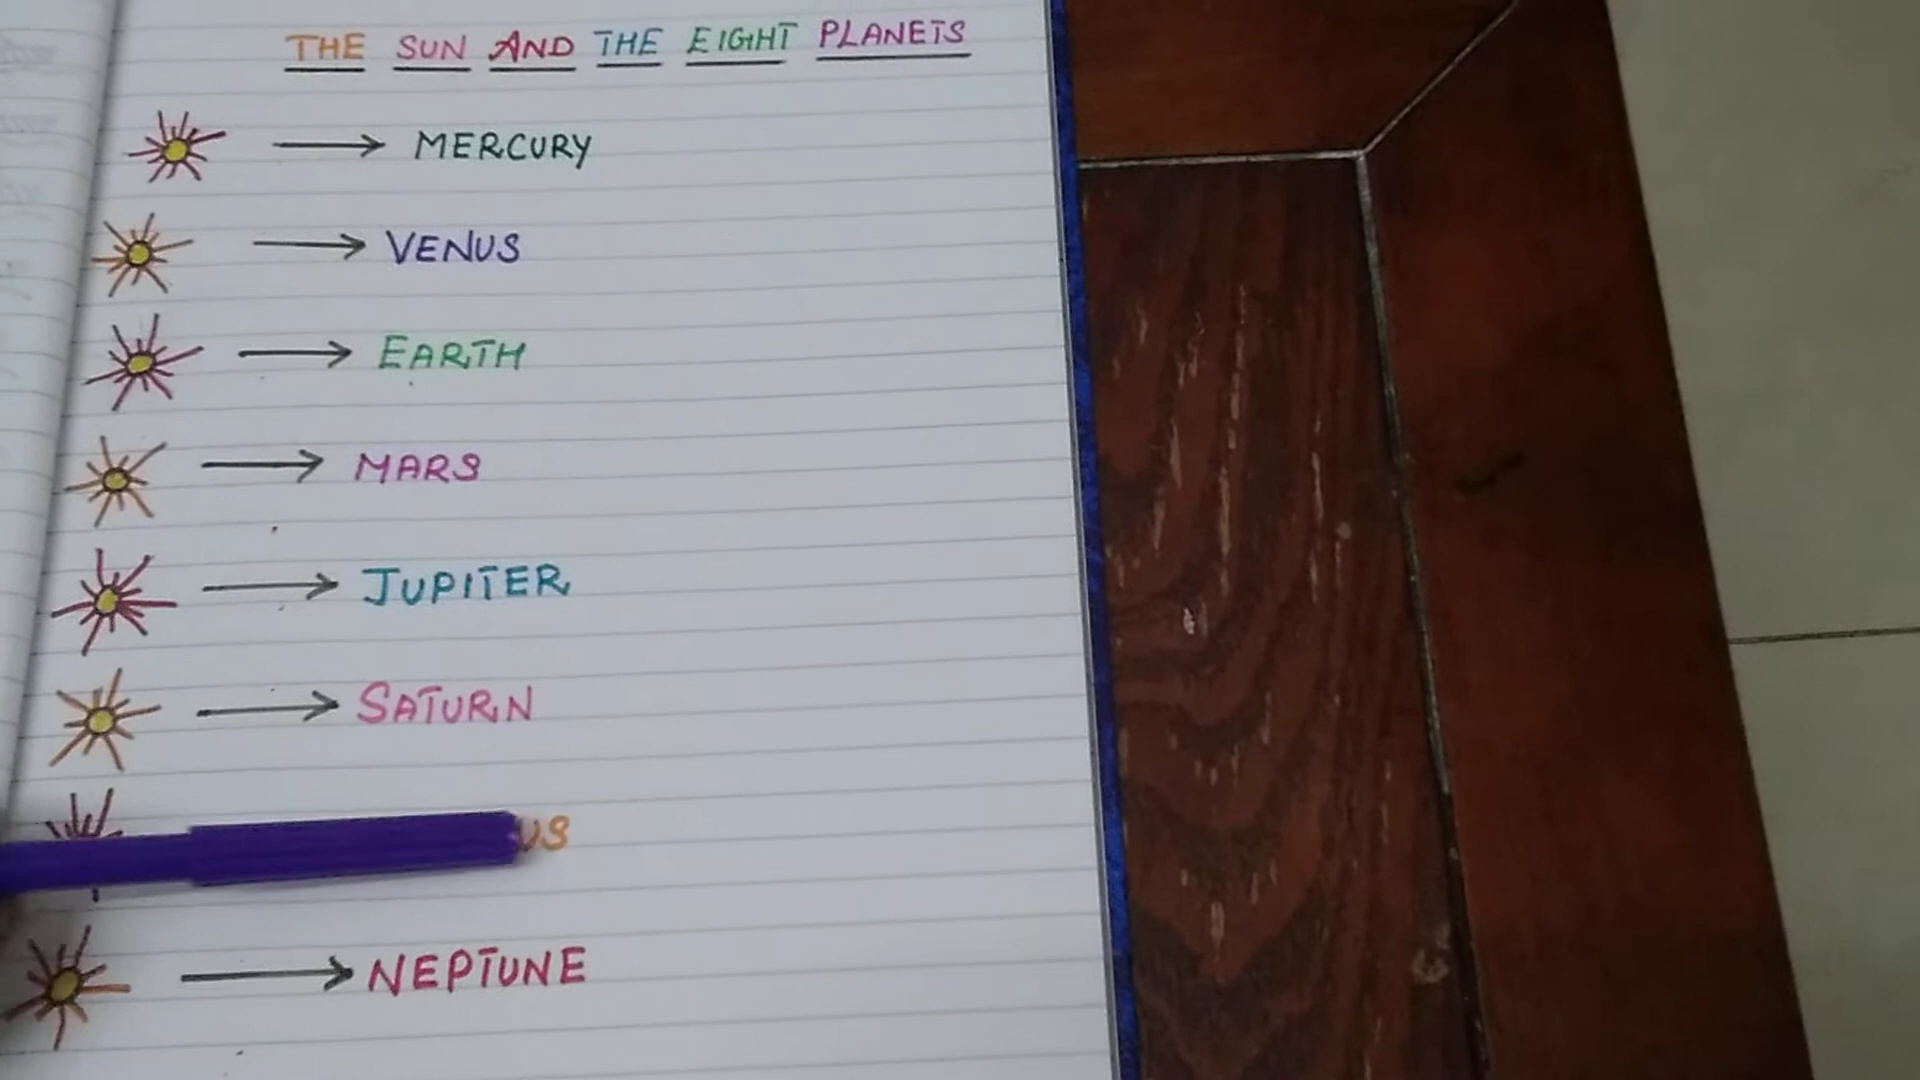 THE SUN AND THE EIGHT PLANETS
MERCURY
VENUS
EARTH
MARS
JUPITER
SATURN
NEPTUNE